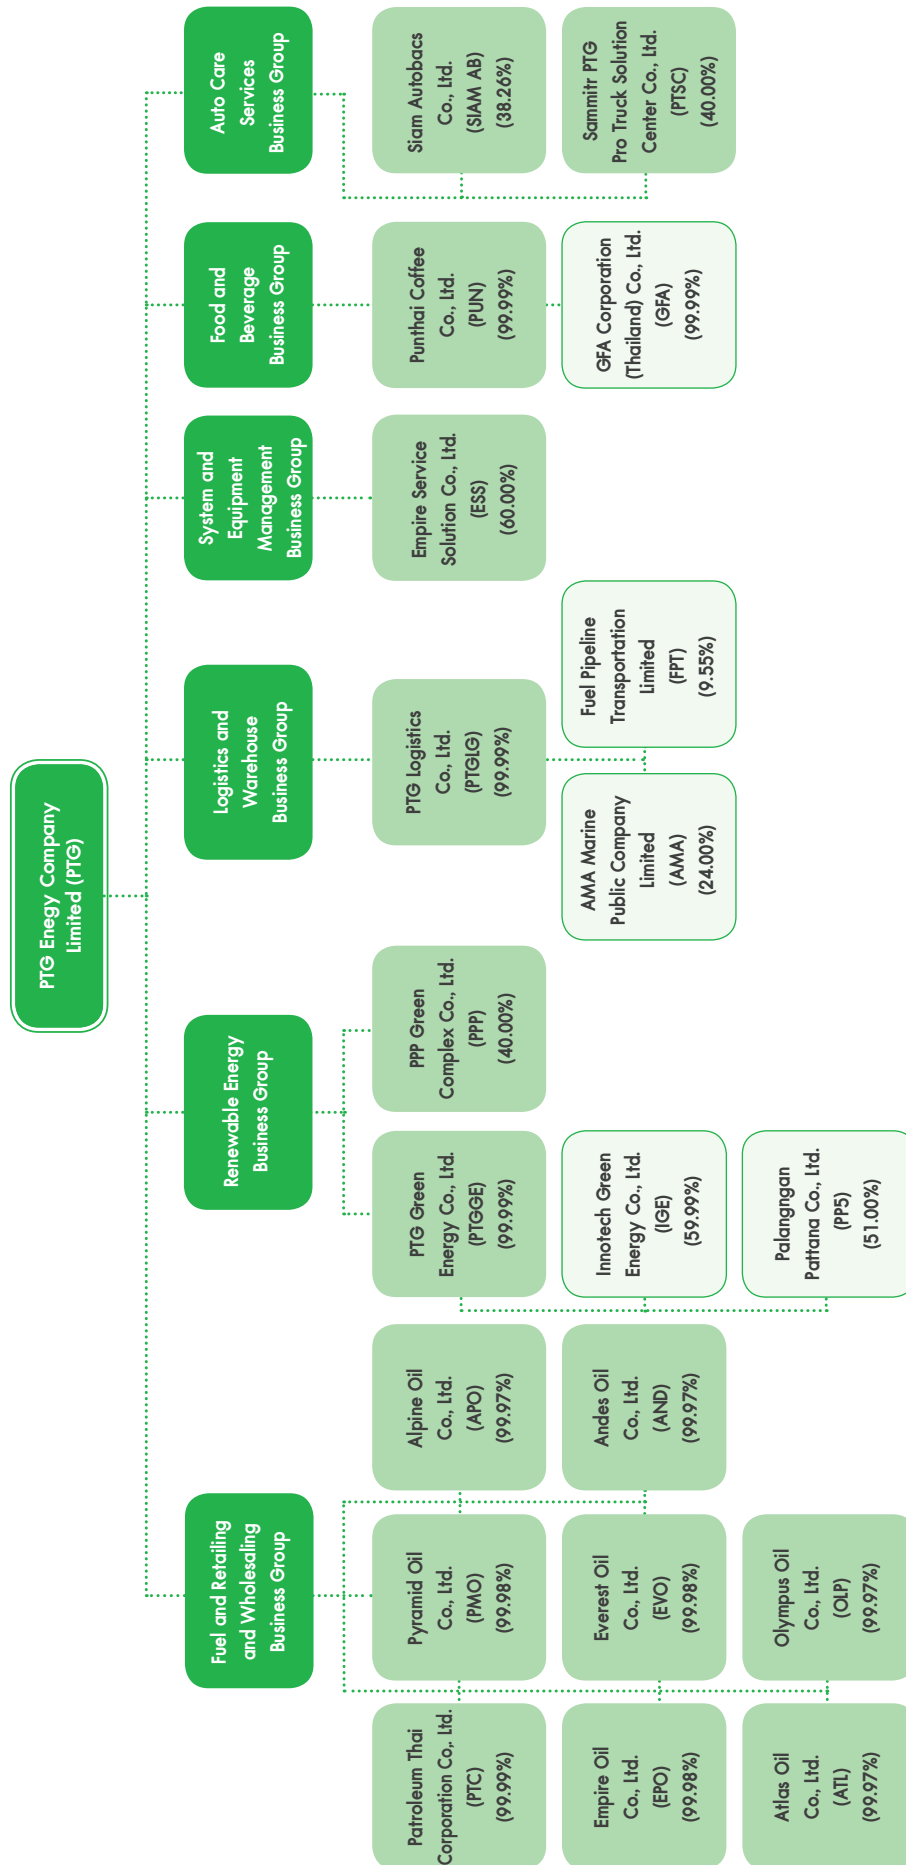 PTG Enegy Company
Limited (PTG)
Fuel and Retailing
and Wholesaling
Business Group
Renewable Energy
Business Group
Logistics and
Warehouse
Business Group
System and
Equipment
Management
Business Group
Food and
Beverage
Business Group
Auto Care
Services
Business Group
Patroleum Thai
Corporation Co,. Ltd.
(PTC)
(99.99%)
Pyramid Oil
Co., Ltd.
(PMO)
(99.98%)
Alpine Oil
Co., Ltd.
(APO)
(99.97%)
PTG Green
Energy Co., Ltd.
(PTGGE)
(99.99%)
PPP Green
Complex Co., Ltd.
(PPP)
(40.00%)
PTG Logistics
Co., Ltd.
(PTGLG)
(99.99%)
Empire Service
Solution Co., Ltd.
(ESS)
(60.00%)
Punthai Coffee
Co., Ltd.
(PUN)
(99.99%)
Siam Autobacs
Co., Ltd.
(SIAM AB)
(38.26%)
Empire Oil
Co., Ltd.
(EPO)
(99.98%)
Everest Oil
Co., Ltd.
(EVO)
(99.98%)
Andes Oil
Co., Ltd.
(AND)
(99.97%)
Innotech Green
Energy Co., Ltd.
(IGE)
(59.99%)
AMA Marine
Public Company
Limited
(AMA)
(24.00%)
Fuel Pipeline
Transportation
Limited
(FPT)
(9.55%)
GFA Corporation
(Thailand) Co., Ltd.
(GFA)
(99.99%)
Sammitr PTG
Pro Truck Solution
Center Co., Ltd.
(PTSC)
(40.00%)
Atlas Oil
Co., Ltd.
(ATL)
(99.97%)
Olympus Oil
Co., Ltd.
(OLP)
(99.97%)
Palangngan
Pattana Co., Ltd.
(PP5)
(51.00%)